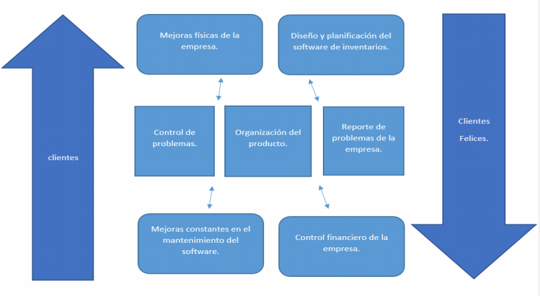 Mejoras físicas de la
empresa.
Diseño y planificación del
software de inventarios.
clientes
Control de
problemas.
Organización del
producto.
Reporte de
problemas de la
empresa.
Clientes
Felices.
Mejoras constantes en el
mantenimiento del
software.
Control financiero de la
empresa.